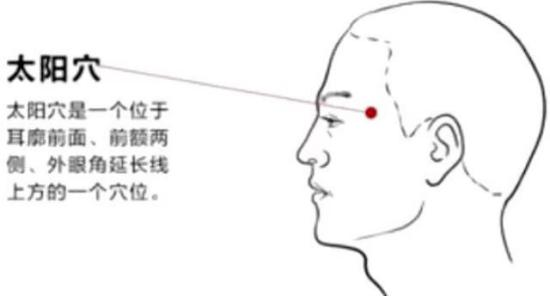 太阳穴
太阳穴是一个位于
耳廓前面、前额两
侧、外眼角延长线
上方的一个穴位。